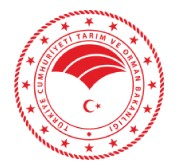 TÜRKİYE CUMHURİYETİ TARIM VE ORMAN BAKANLIĞI